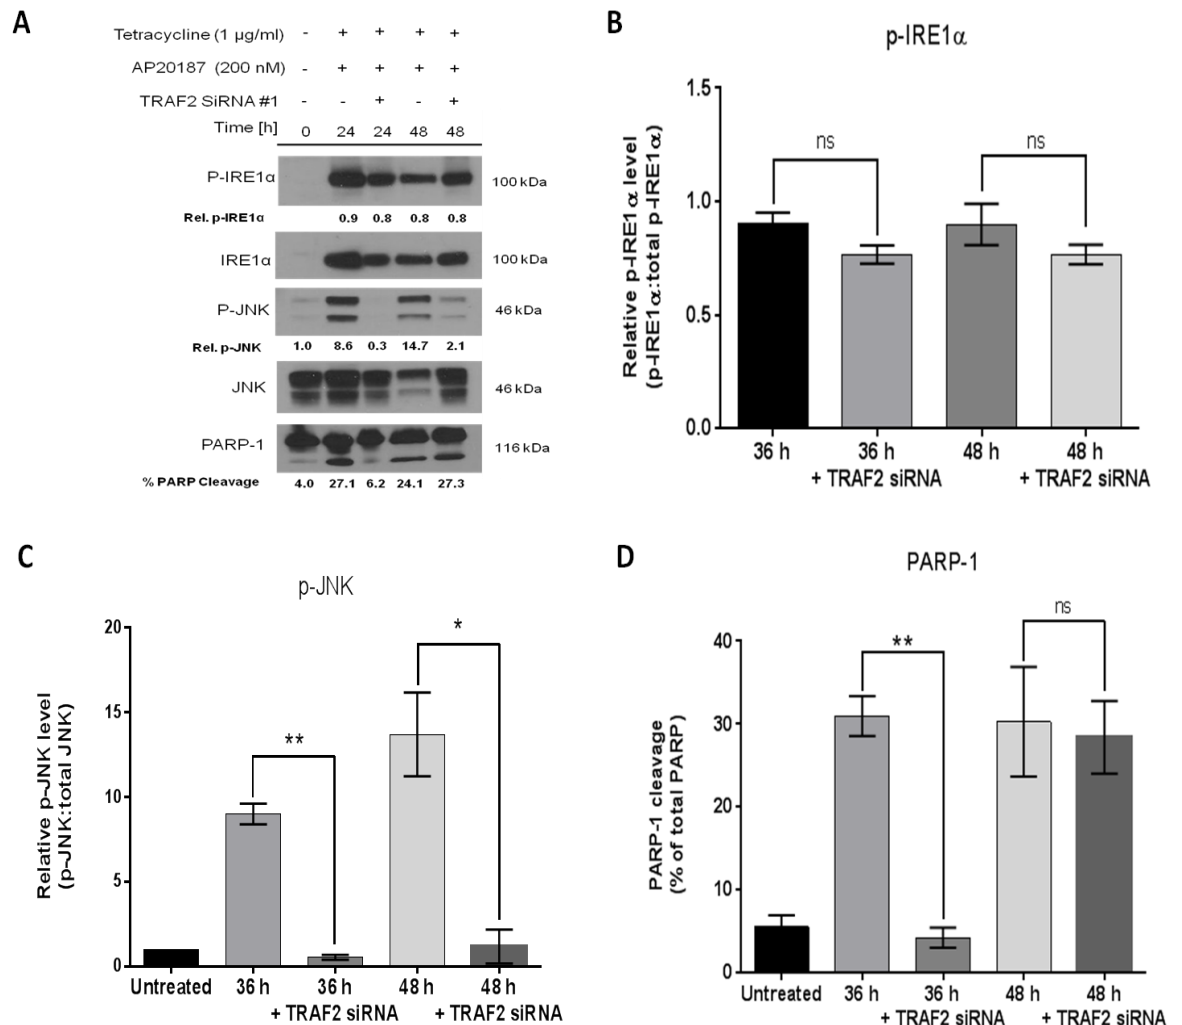 A
Tetracycline (1 µg/ml) - + + + +
AP20187 (200 nM) - + + + +
TRAF2 SiRNA #1 - - + - +
Time [h] 0 24 24 48 48
P-IRE1α 100 kDa
Rel. p-IRE1α 0.9 0.8 0.8 0.8
IRE1α 100 kDa
P-JNK 46 kDa
Rel. p-JNK 1.0 8.6 0.3 14.7 2.1
JNK 46 kDa
PARP-1 116 kDa
% PARP Cleavage 4.0 27.1 6.2 24.1 27.3
B
p-IRE1α
Relative p-IRE1α level
(p-IRE1α:total p-IRE1α)
1.5
1.0
0.5
0.0
ns
ns
36 h 36 h 48 h 48 h
+ TRAF2 siRNA + TRAF2 siRNA
C
p-JNK
Relative p-JNK level
(p-JNK:total JNK)
20
15
10
5
0
**
*
Untreated 36 h 36 h 48 h 48 h
+ TRAF2 siRNA + TRAF2 siRNA
D
PARP-1
PARP-1 cleavage
(% of total PARP)
40
30
20
10
0
**
ns
Untreated 36 h 36 h 48 h 48 h
+ TRAF2 siRNA + TRAF2 siRNA